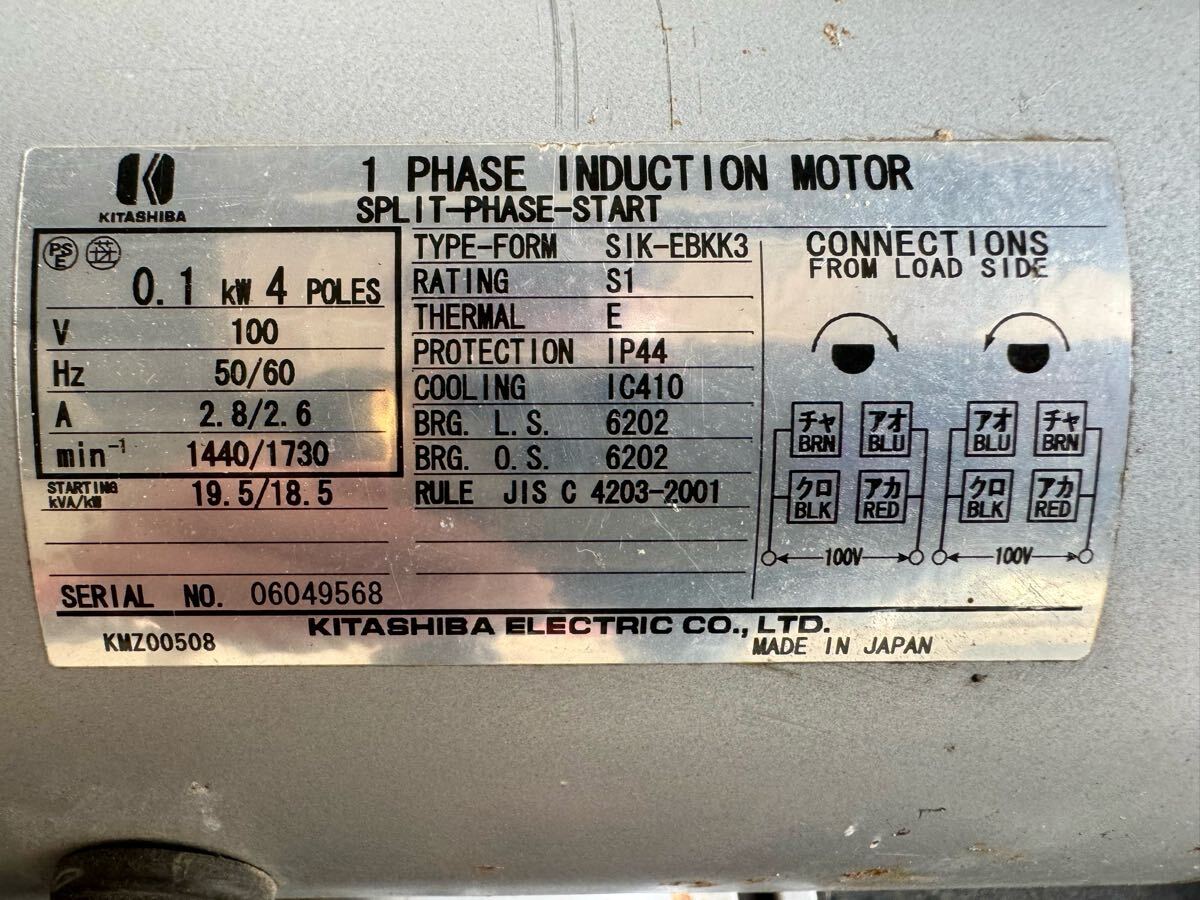 KITASHIBA
1 PHASE INDUCTION MOTOR
SPLIT-PHASE-START
PSE 芝
0.1 kW 4 POLES
V 100
Hz 50/60
A 2.8/2.6
min⁻¹ 1440/1730
STARTING kVA/kW 19.5/18.5
SERIAL NO. 06049568
TYPE-FORM SIK-EBKK3
RATING S1
THERMAL E
PROTECTION IP44
COOLING IC410
BRG. L. S. 6202
BRG. O. S. 6202
RULE JIS C 4203-2001
CONNECTIONS
FROM LOAD SIDE
チャ アオ アオ チャ
BRN BLU BLU BRN
クロ アカ クロ アカ
BLK RED BLK RED
100V 100V
KITASHIBA ELECTRIC CO., LTD.
KMZ00508
MADE IN JAPAN